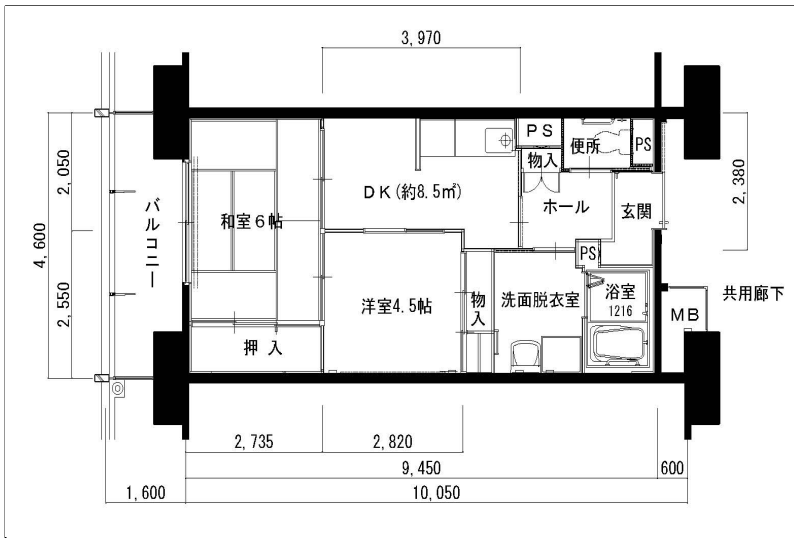 3,970
PS
物入
便所
PS
2,050
2,380
4,600
バルコニー
和室6帖
DK(約8.5㎡)
ホール
玄関
PS
2,550
洋室4.5帖
物入
洗面脱衣室
浴室
1216
共用廊下
MB
押入
2,735
2,820
9,450
600
1,600
10,050